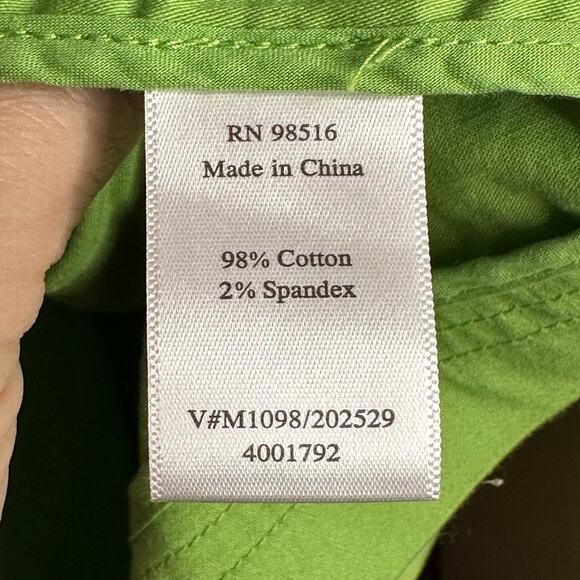 RN 98516
Made in China
98% Cotton
2% Spandex
V#M1098/202529
4001792